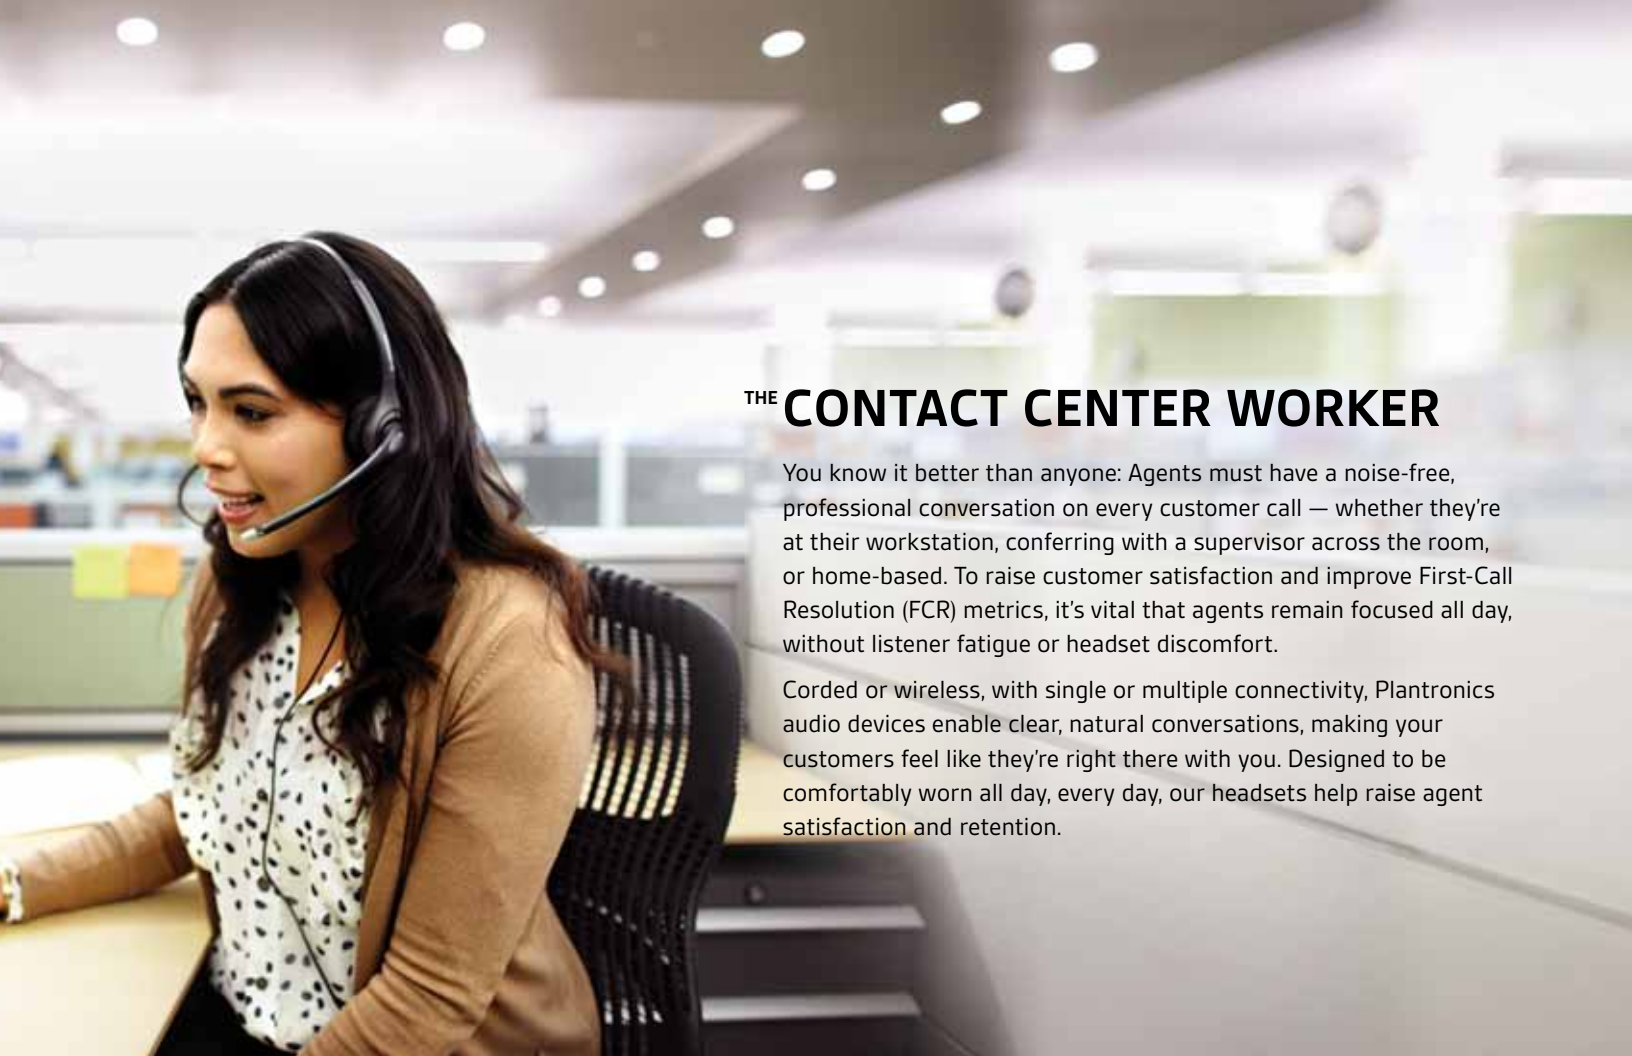 THE CONTACT CENTER WORKER
You know it better than anyone: Agents must have a noise-free,
professional conversation on every customer call — whether they’re
at their workstation, conferring with a supervisor across the room,
or home-based. To raise customer satisfaction and improve First-Call
Resolution (FCR) metrics, it’s vital that agents remain focused all day,
without listener fatigue or headset discomfort.
Corded or wireless, with single or multiple connectivity, Plantronics
audio devices enable clear, natural conversations, making your
customers feel like they’re right there with you. Designed to be
comfortably worn all day, every day, our headsets help raise agent
satisfaction and retention.